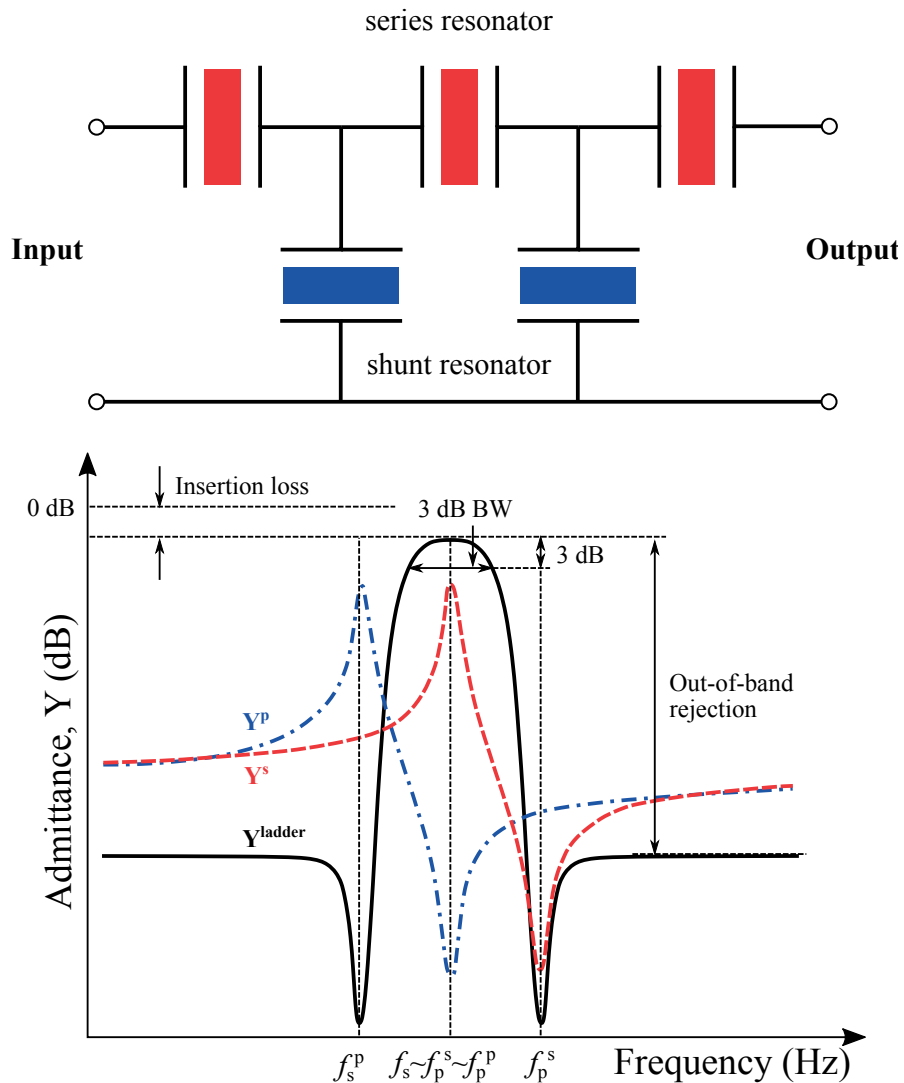 series resonator
Input
Output
shunt resonator
Insertion loss
0 dB
3 dB BW
3 dB
Out-of-band
rejection
Admittance, Y (dB)
Yᵖ
Yˢ
Yˡᵃᵈᵈᵉʳ
fₛᵖ
fₛ~fₚˢ~fₚᵖ
fₚˢ
Frequency (Hz)